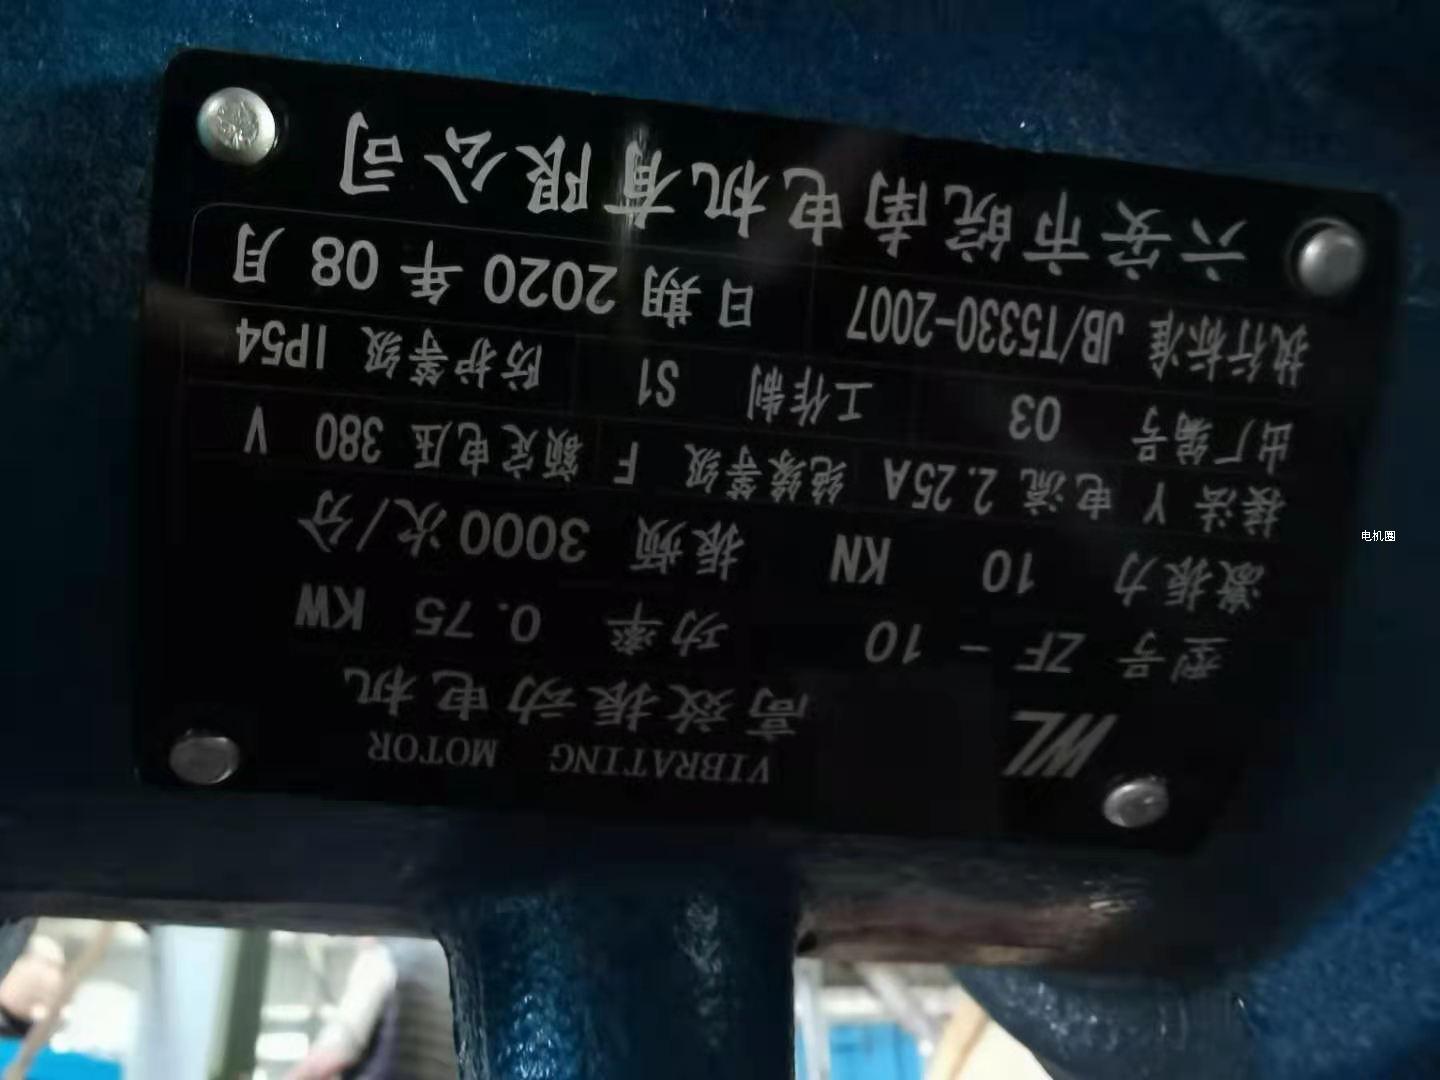 WL
VIBRATING MOTOR
高效振动电机
型号 ZF-10 功率 0.75 KW
激振力 10 KN 振频 3000次/分
接法 Y 电流 2.25A 绝缘等级 F 额定电压 380 V
出厂编号 03 工作制 S1 防护等级 IP54
执行标准 JB/T5330-2007 日期 2020 年 08 月
六安市皖南电机有限公司
电机圈